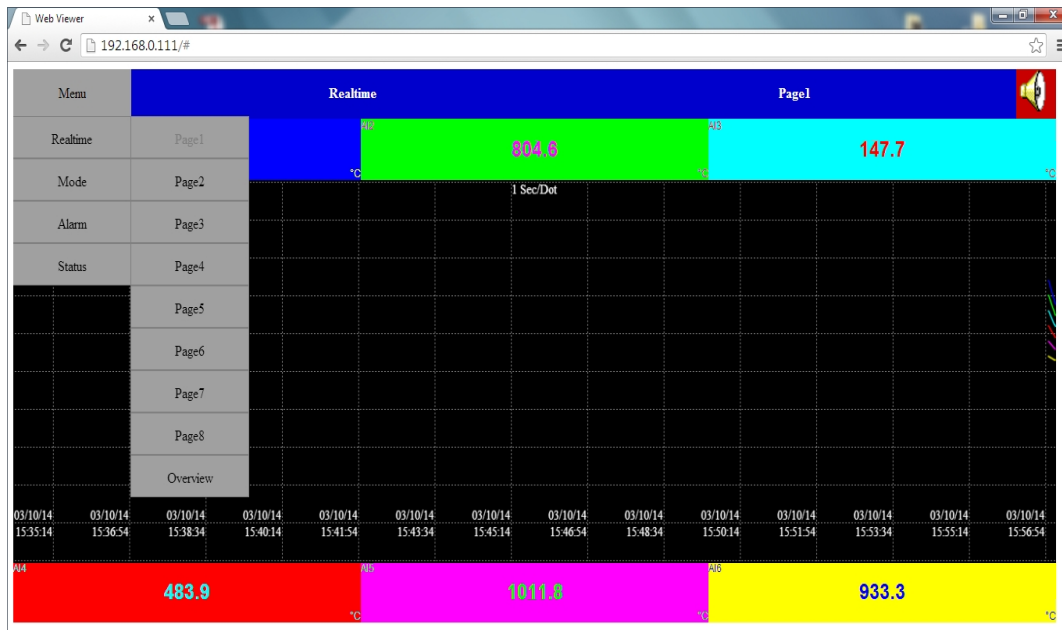 Web Viewer
192.168.0.111/#
Menu
Realtime
Page1
Realtime
Mode
Alarm
Status
Page1
Page2
Page3
Page4
Page5
Page6
Page7
Page8
Overview
°C
AI2
804.6
°C
AI3
147.7
°C
1 Sec/Dot
03/10/14 03/10/14 03/10/14 03/10/14 03/10/14 03/10/14 03/10/14 03/10/14 03/10/14 03/10/14 03/10/14 03/10/14 03/10/14 03/10/14
15:35:14 15:36:54 15:38:34 15:40:14 15:41:54 15:43:34 15:45:14 15:46:54 15:48:34 15:50:14 15:51:54 15:53:34 15:55:14 15:56:54
AI4
483.9
°C
AI5
1011.8
°C
AI6
933.3
°C